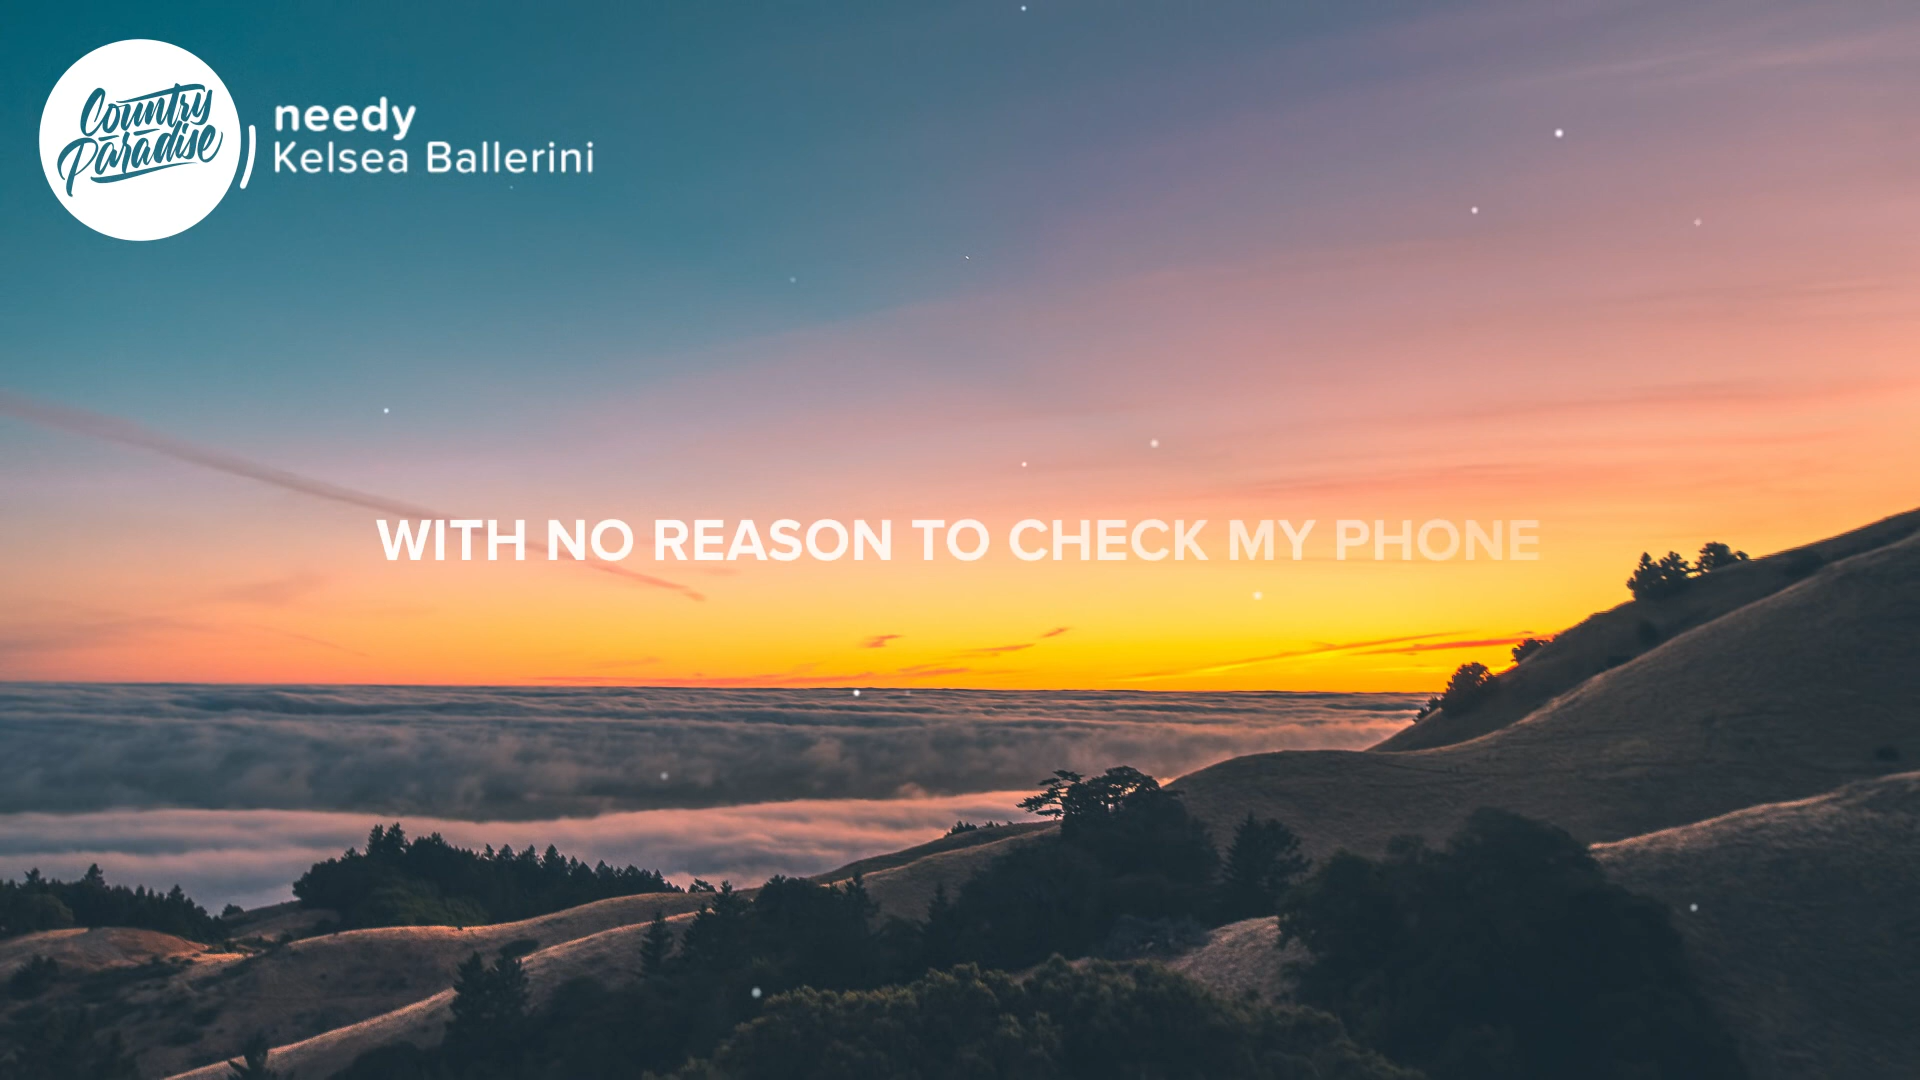 Country
Paradise
needy
Kelsea Ballerini
WITH NO REASON TO CHECK MY PHONE